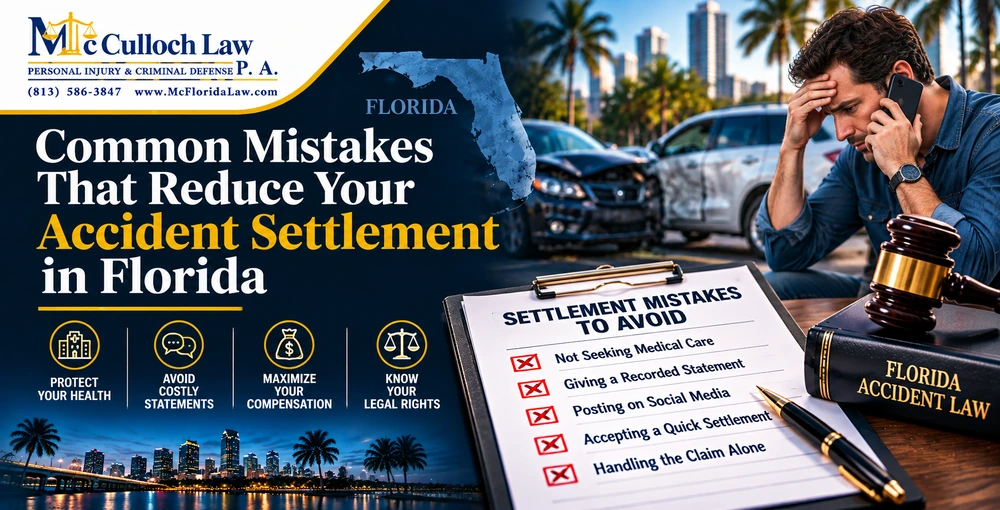 Mc Culloch Law
PERSONAL INJURY & CRIMINAL DEFENSE P. A.
(813) 586-3847 www.McFloridaLaw.com
FLORIDA
Common Mistakes
That Reduce Your
Accident Settlement
in Florida
PROTECT
YOUR HEALTH
AVOID
COSTLY
STATEMENTS
MAXIMIZE
YOUR
COMPENSATION
KNOW
YOUR
LEGAL RIGHTS
SETTLEMENT MISTAKES
TO AVOID
Not Seeking Medical Care
Giving a Recorded Statement
Posting on Social Media
Accepting a Quick Settlement
Handling the Claim Alone
FLORIDA
ACCIDENT LAW